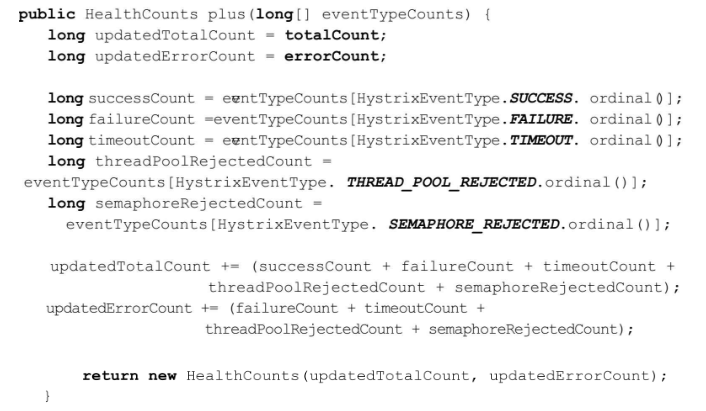 public HealthCounts plus(long[] eventTypeCounts) {
long updatedTotalCount = totalCount;
long updatedErrorCount = errorCount;
long successCount = eventTypeCounts[HystrixEventType.SUCCESS. ordinal()];
long failureCount =eventTypeCounts[HystrixEventType.FAILURE. ordinal()];
long timeoutCount = eventTypeCounts[HystrixEventType.TIMEOUT. ordinal()];
long threadPoolRejectedCount =
eventTypeCounts[HystrixEventType. THREAD_POOL_REJECTED.ordinal()];
long semaphoreRejectedCount =
eventTypeCounts[HystrixEventType. SEMAPHORE_REJECTED.ordinal()];
updatedTotalCount += (successCount + failureCount + timeoutCount +
threadPoolRejectedCount + semaphoreRejectedCount);
updatedErrorCount += (failureCount + timeoutCount +
threadPoolRejectedCount + semaphoreRejectedCount);
return new HealthCounts(updatedTotalCount, updatedErrorCount);
}